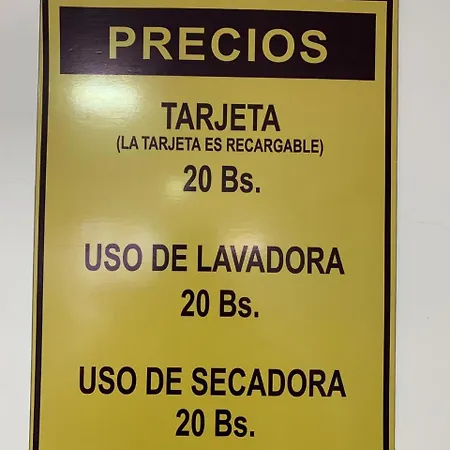 PRECIOS
TARJETA
(LA TARJETA ES RECARGABLE)
20 Bs.
USO DE LAVADORA
20 Bs.
USO DE SECADORA
20 Bs.